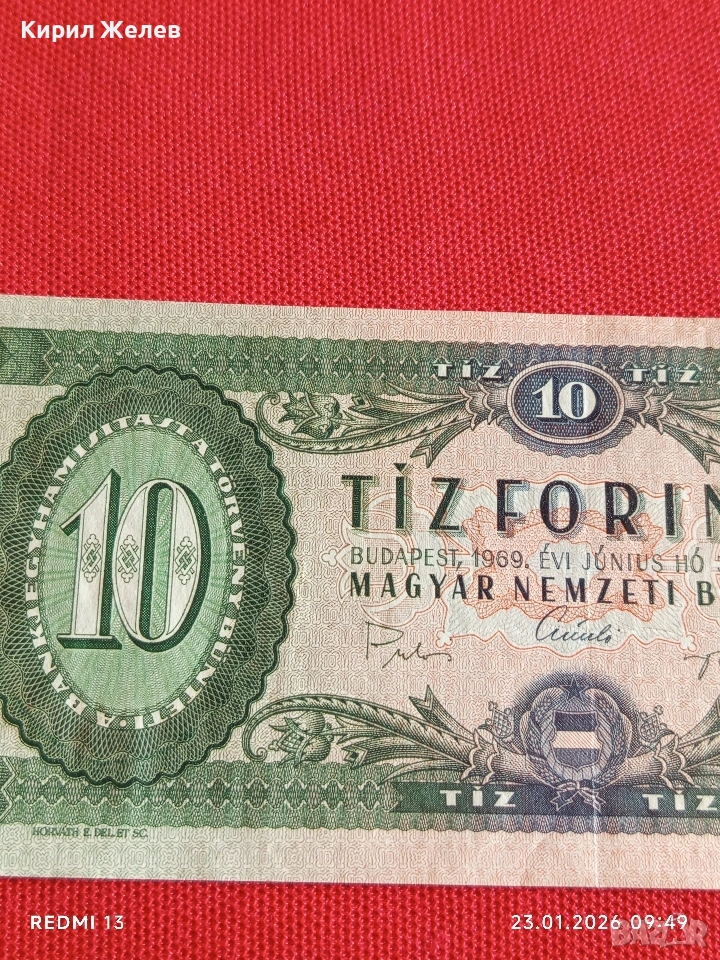 Кирил Желев
TÍZ 10 TÍZ
TÍZ FORIN
BUDAPEST, 1969. ÉVI JÚNIUS HÓ
MAGYAR NEMZETI B
10
A BANKJEGYHAMISÍTÁST A TÖRVÉNY BÜNTETI
TÍZ TÍZ
HORVÁTH E. DEL. ET SC.
REDMI 13
23.01.2026 09:49
BAZAR